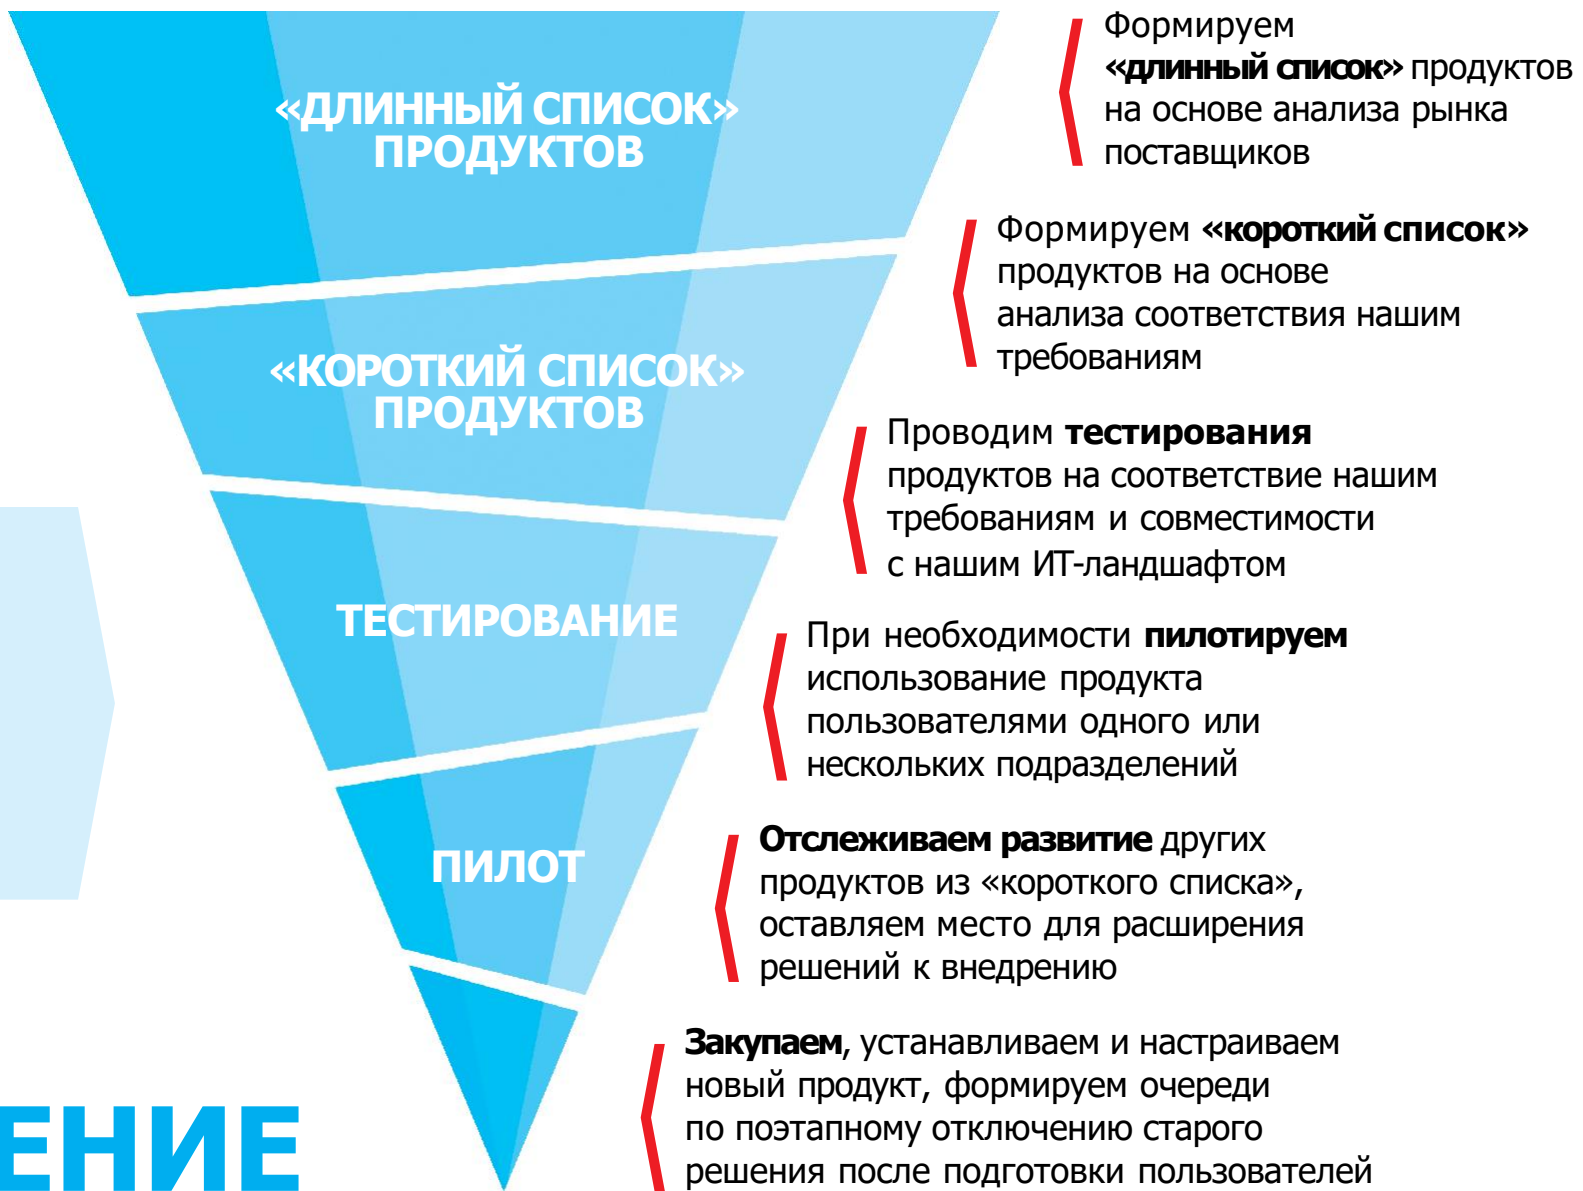 «ДЛИННЫЙ СПИСОК»
ПРОДУКТОВ
Формируем
«длинный список» продуктов
на основе анализа рынка
поставщиков
«КОРОТКИЙ СПИСОК»
ПРОДУКТОВ
Формируем «короткий список»
продуктов на основе
анализа соответствия нашим
требованиям
ТЕСТИРОВАНИЕ
Проводим тестирования
продуктов на соответствие нашим
требованиям и совместимости
с нашим ИТ-ландшафтом
ПИЛОТ
При необходимости пилотируем
использование продукта
пользователями одного или
нескольких подразделений
Отслеживаем развитие других
продуктов из «короткого списка»,
оставляем место для расширения
решений к внедрению
Закупаем, устанавливаем и настраиваем
новый продукт, формируем очереди
по поэтапному отключению старого
решения после подготовки пользователей
ЕНИЕ